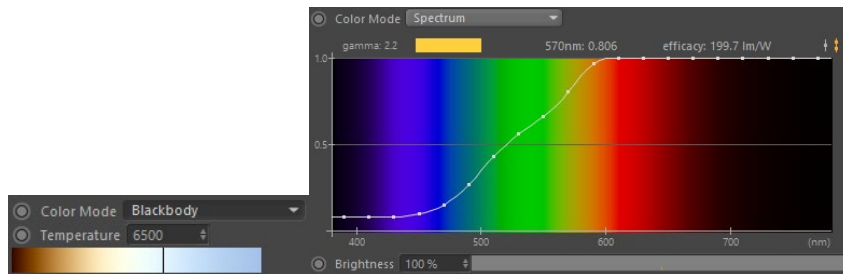 Color Mode Spectrum
gamma: 2.2 570nm: 0.806 efficacy: 199.7 lm/W
1.0
0.5
400 500 600 700 (nm)
Brightness 100 %
Color Mode Blackbody
Temperature 6500